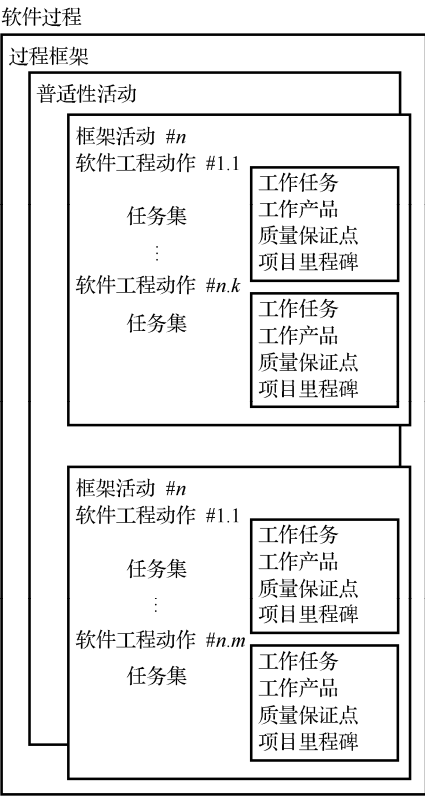 软件过程
过程框架
普适性活动
框架活动 #n
软件工程动作 #1.1
工作任务
任务集
工作产品
质量保证点
⋮
项目里程碑
软件工程动作 #n.k
工作任务
任务集
工作产品
质量保证点
项目里程碑
框架活动 #n
软件工程动作 #1.1
工作任务
任务集
工作产品
质量保证点
⋮
项目里程碑
软件工程动作 #n.m
工作任务
任务集
工作产品
质量保证点
项目里程碑